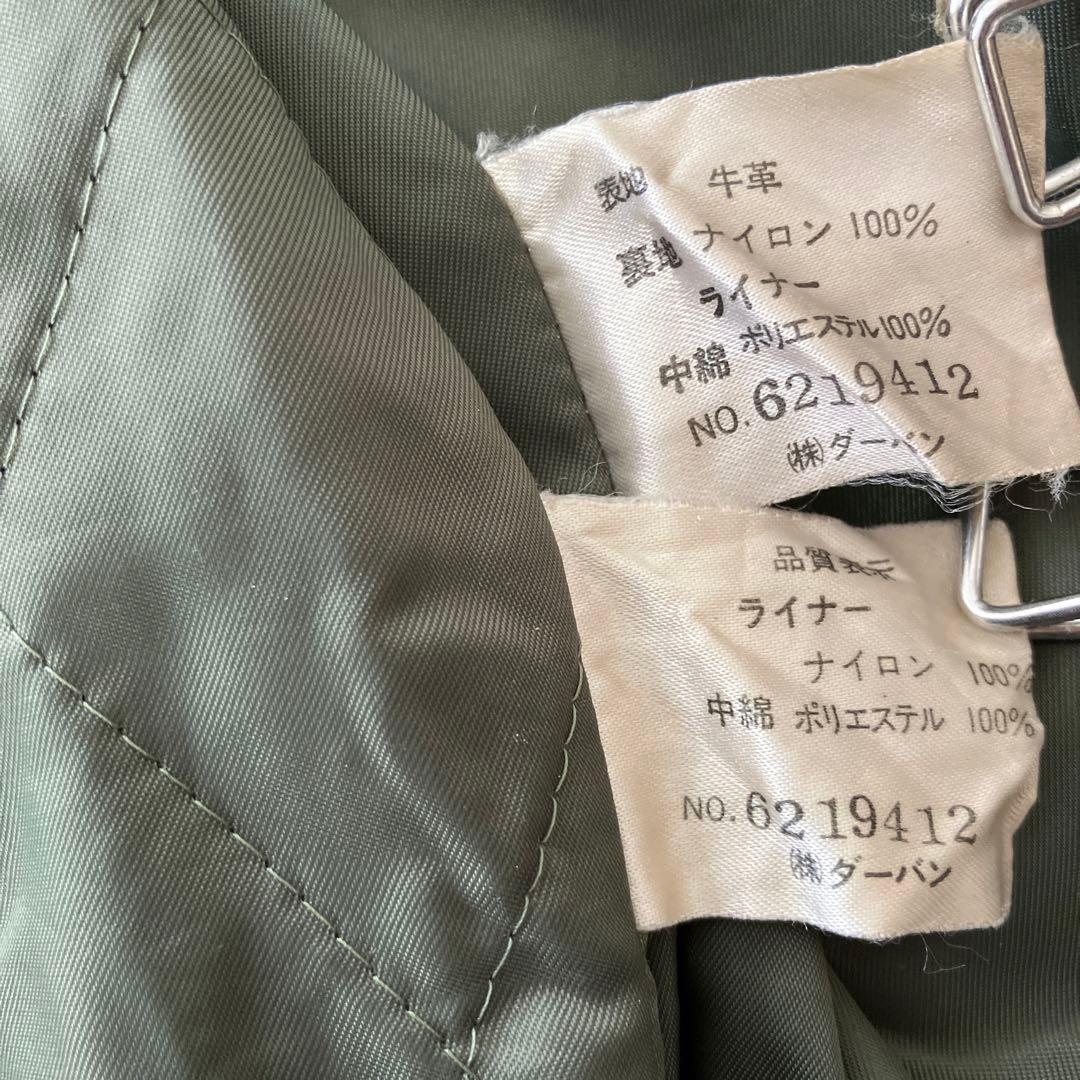 表地 牛革
裏地 ナイロン 100%
ライナー
中綿 ポリエステル100%
NO.6219412
㈱ダーバン
品質表示
ライナー
ナイロン 100%
中綿 ポリエステル 100%
NO.6219412
㈱ダーバン